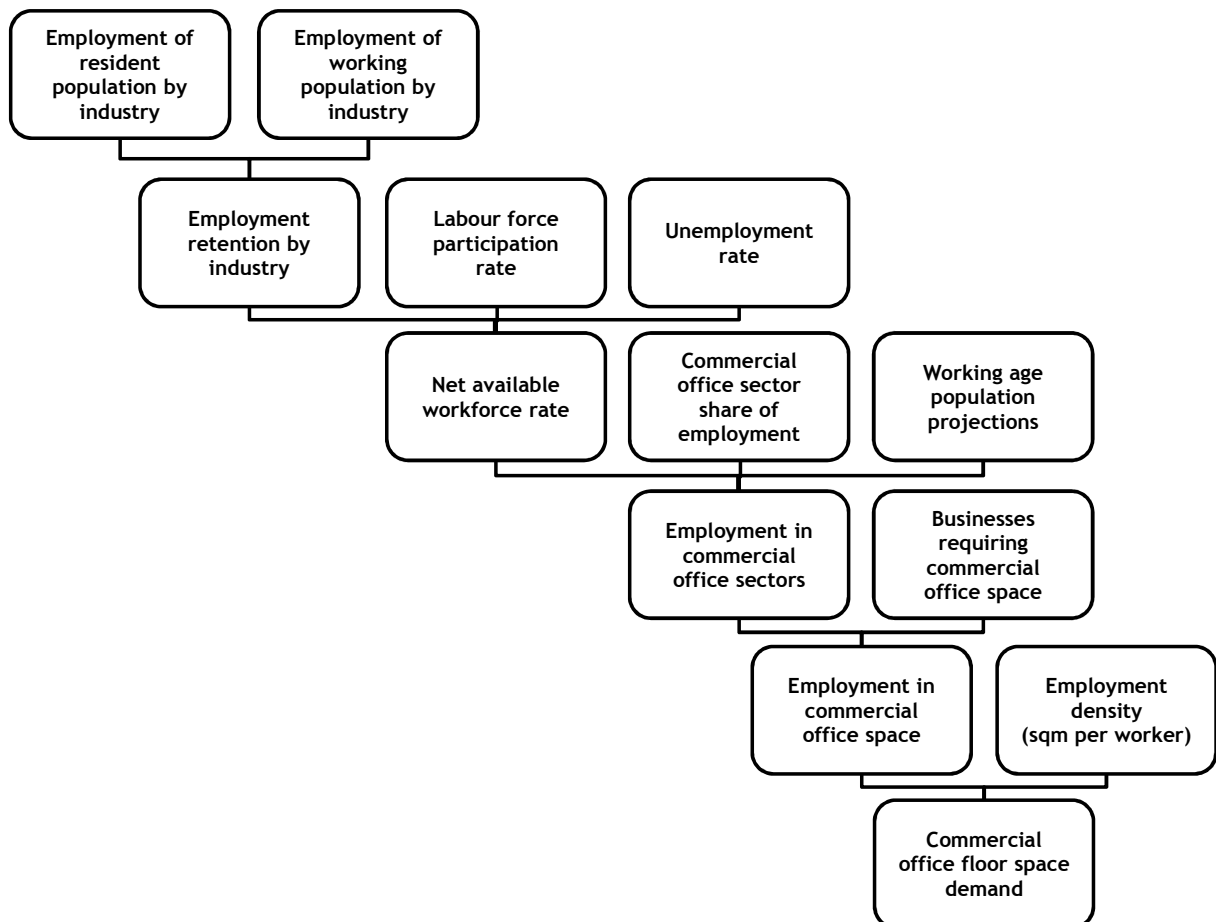 Employment of
resident
population by
industry
Employment of
working
population by
industry
Employment
retention by
industry
Labour force
participation
rate
Unemployment
rate
Net available
workforce rate
Commercial
office sector
share of
employment
Working age
population
projections
Employment in
commercial
office sectors
Businesses
requiring
commercial
office space
Employment in
commercial
office space
Employment
density
(sqm per worker)
Commercial
office floor space
demand